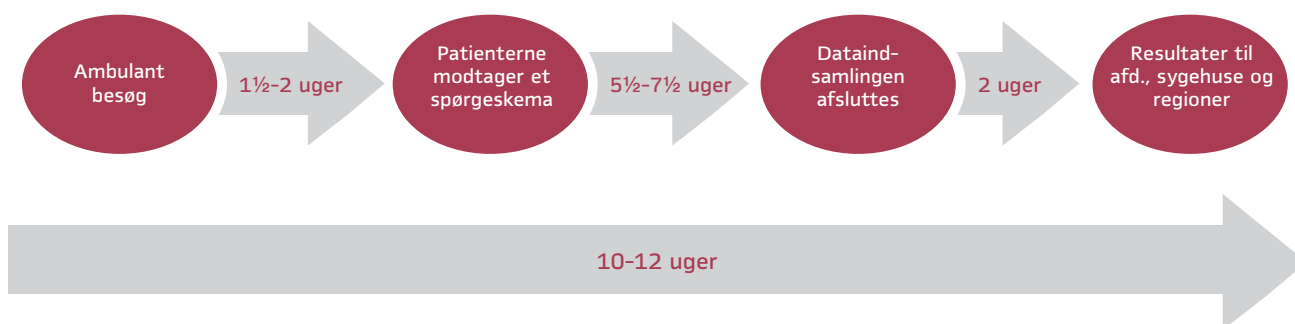 Ambulant
besøg
1½-2 uger
Patienterne
modtager et
spørgeskema
5½-7½ uger
Dataind-
samlingen
afsluttes
2 uger
Resultater til
afd., sygehuse og
regioner
10-12 uger